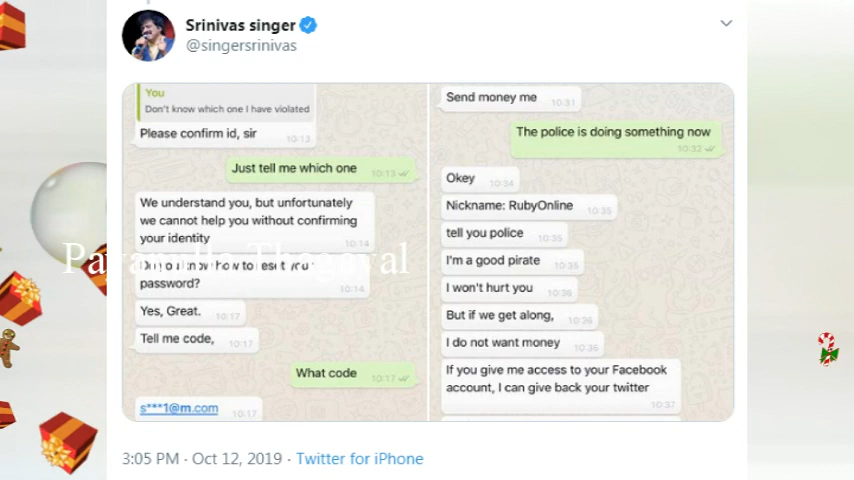 Srinivas singer
@singersrinivas
You
Don't know which one I have violated
Please confirm id, sir
10:13
Just tell me which one
10:13
We understand you, but unfortunately
we cannot help you without confirming
your identity
10:14
Do you know how to reset you
password?
10:14
Yes, Great.
10:17
Tell me code,
10:17
What code
10:17
s***1@m.com
10:17
Send money me
10:31
The police is doing something now
10:32
Okey
10:34
Nickname: RubyOnline
10:35
tell you police
10:35
I'm a good pirate
10:35
I won't hurt you
10:36
But if we get along,
10:36
I do not want money
10:36
If you give me access to your Facebook
account, I can give back your twitter
10:37
3:05 PM · Oct 12, 2019 · Twitter for iPhone